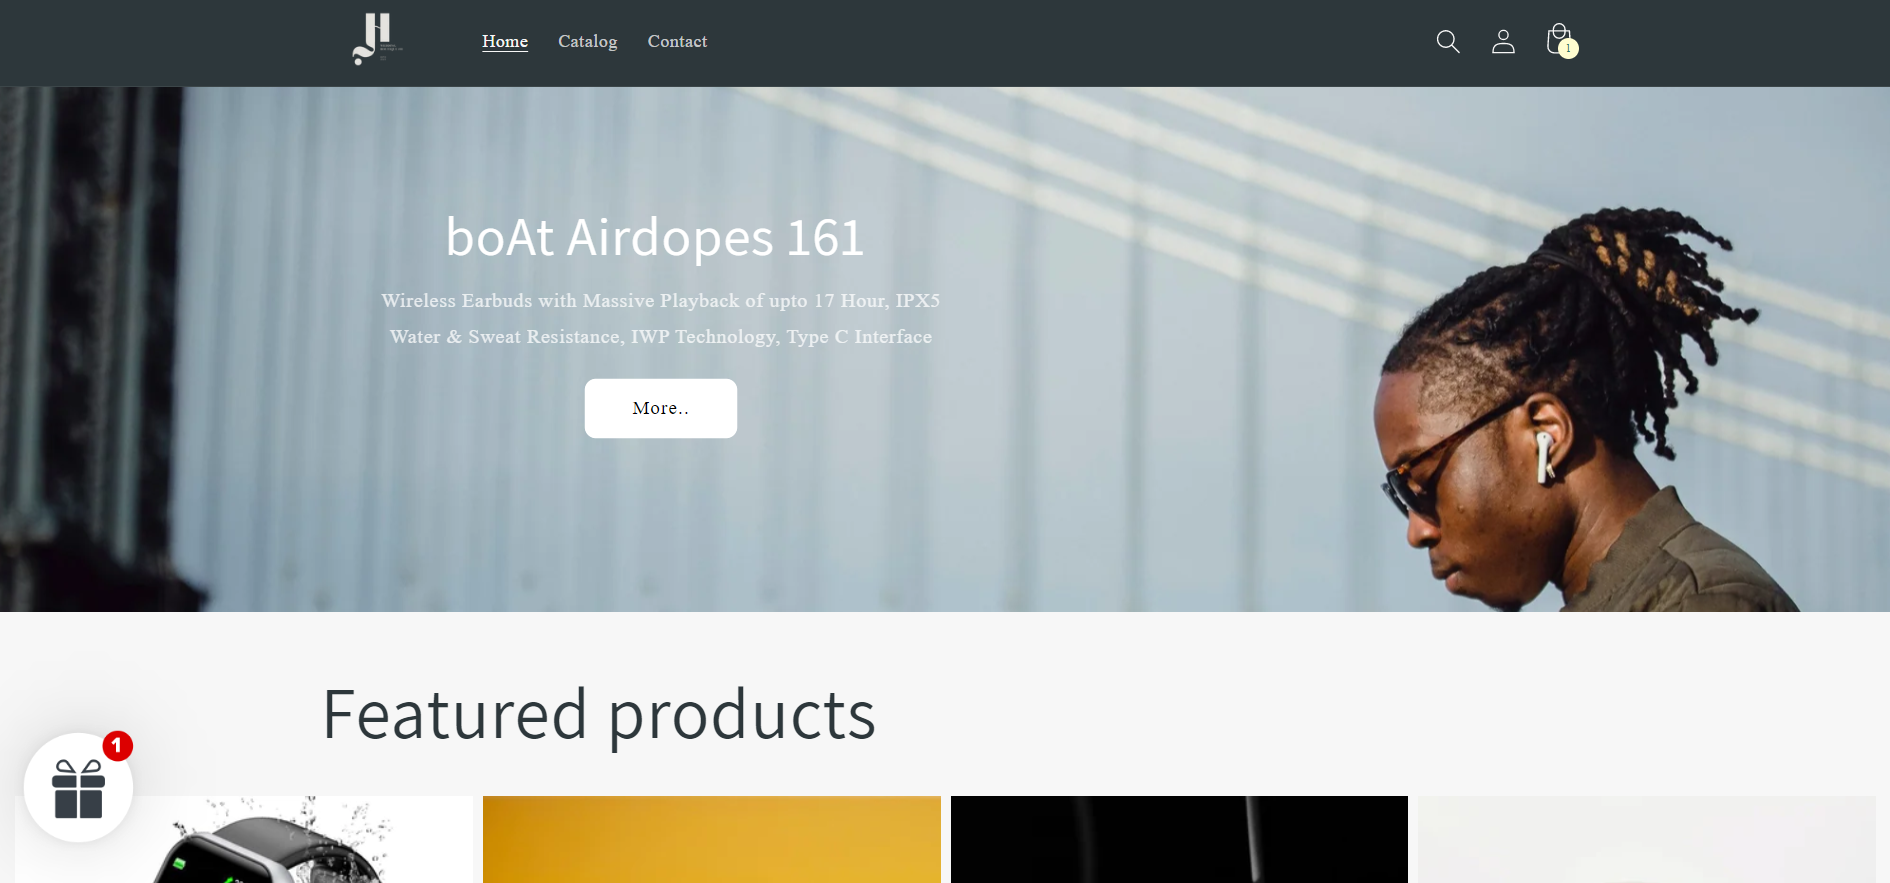 Home
Catalog
Contact
1
boAt Airdopes 161
Wireless Earbuds with Massive Playback of upto 17 Hour, IPX5
Water & Sweat Resistance, IWP Technology, Type C Interface
More..
Featured products
1